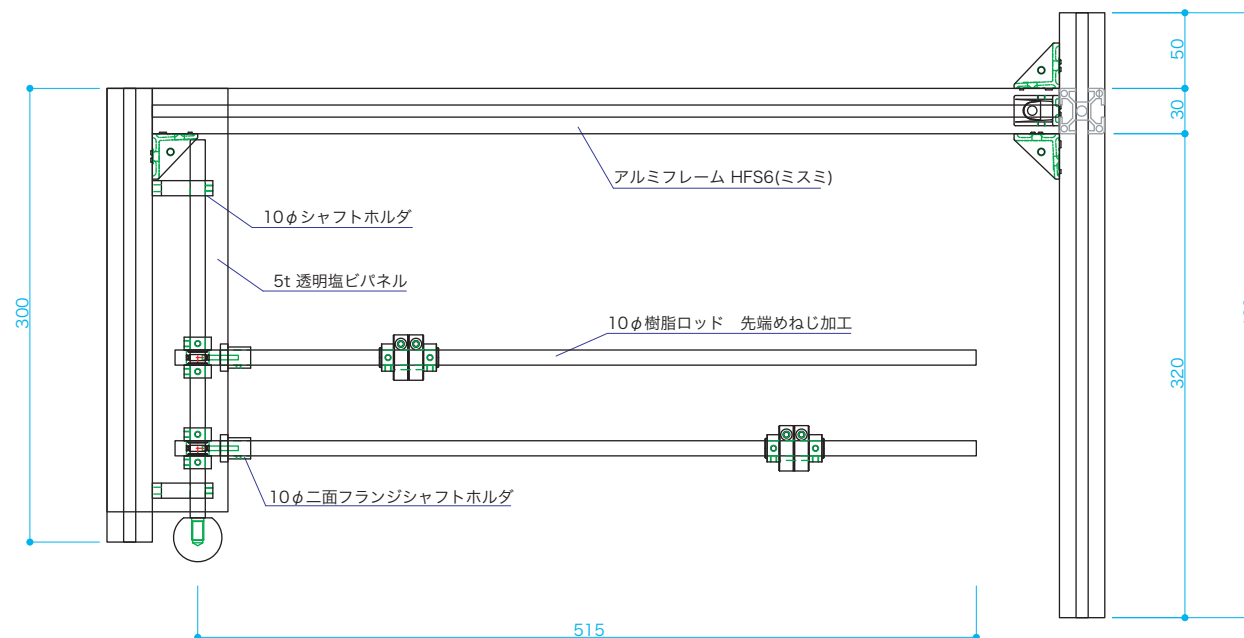 50
30
アルミフレーム HFS6(ミスミ)
10φシャフトホルダ
5t 透明塩ビパネル
300
10φ樹脂ロッド　先端めねじ加工
320
10φ二面フランジシャフトホルダ
515